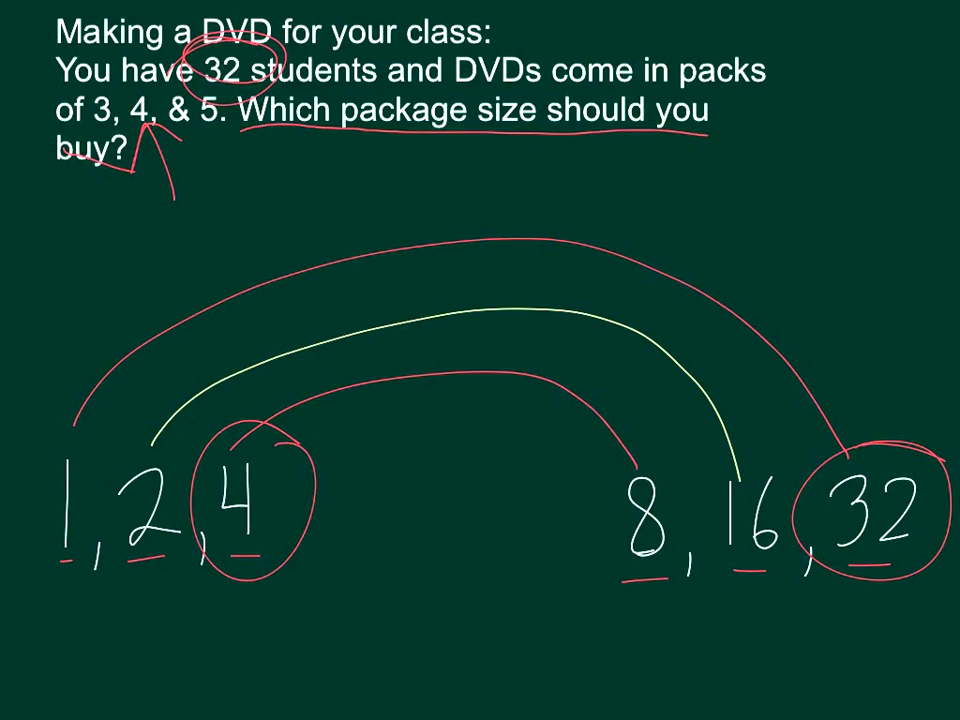 Making a DVD for your class:
You have 32 students and DVDs come in packs
of 3, 4, & 5. Which package size should you
buy?
1, 2, 4 8, 16, 32